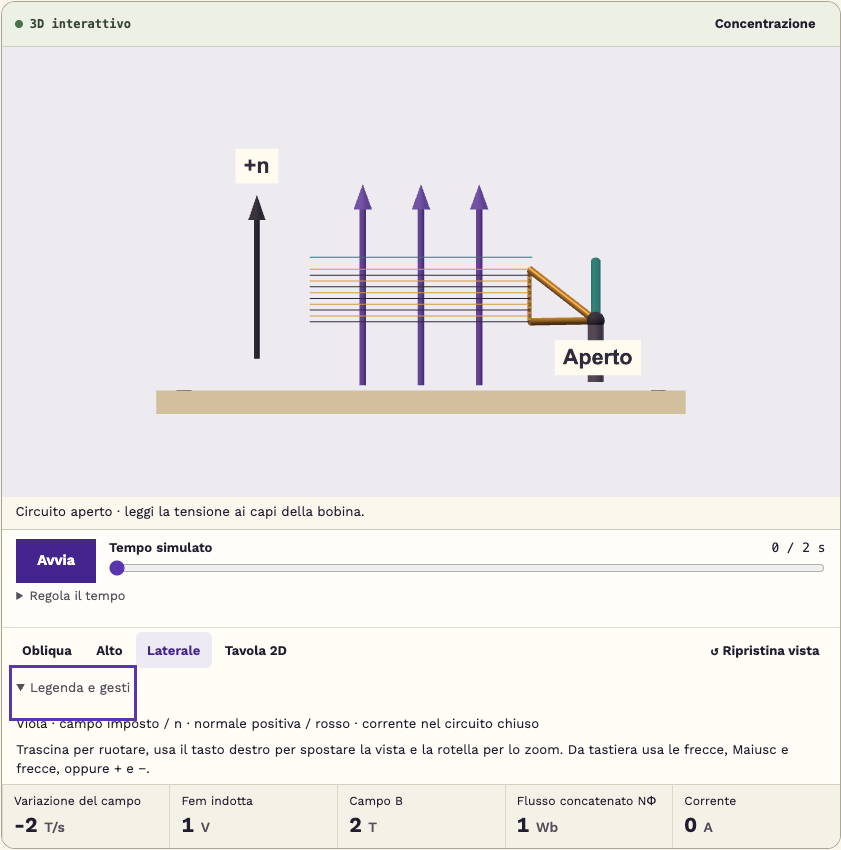 3D interattivo
Concentrazione
+n
Aperto
Circuito aperto · leggi la tensione ai capi della bobina.
Avvia
Tempo simulato
0 / 2 s
▶ Regola il tempo
Obliqua Alto Laterale Tavola 2D
↺ Ripristina vista
▼ Legenda e gesti
Viola · campo imposto / n · normale positiva / rosso · corrente nel circuito chiuso
Trascina per ruotare, usa il tasto destro per spostare la vista e la rotella per lo zoom. Da tastiera usa le frecce, Maiusc e
frecce, oppure + e −.
Variazione del campo
-2 T/s
Fem indotta
1 V
Campo B
2 T
Flusso concatenato NΦ
1 Wb
Corrente
0 A